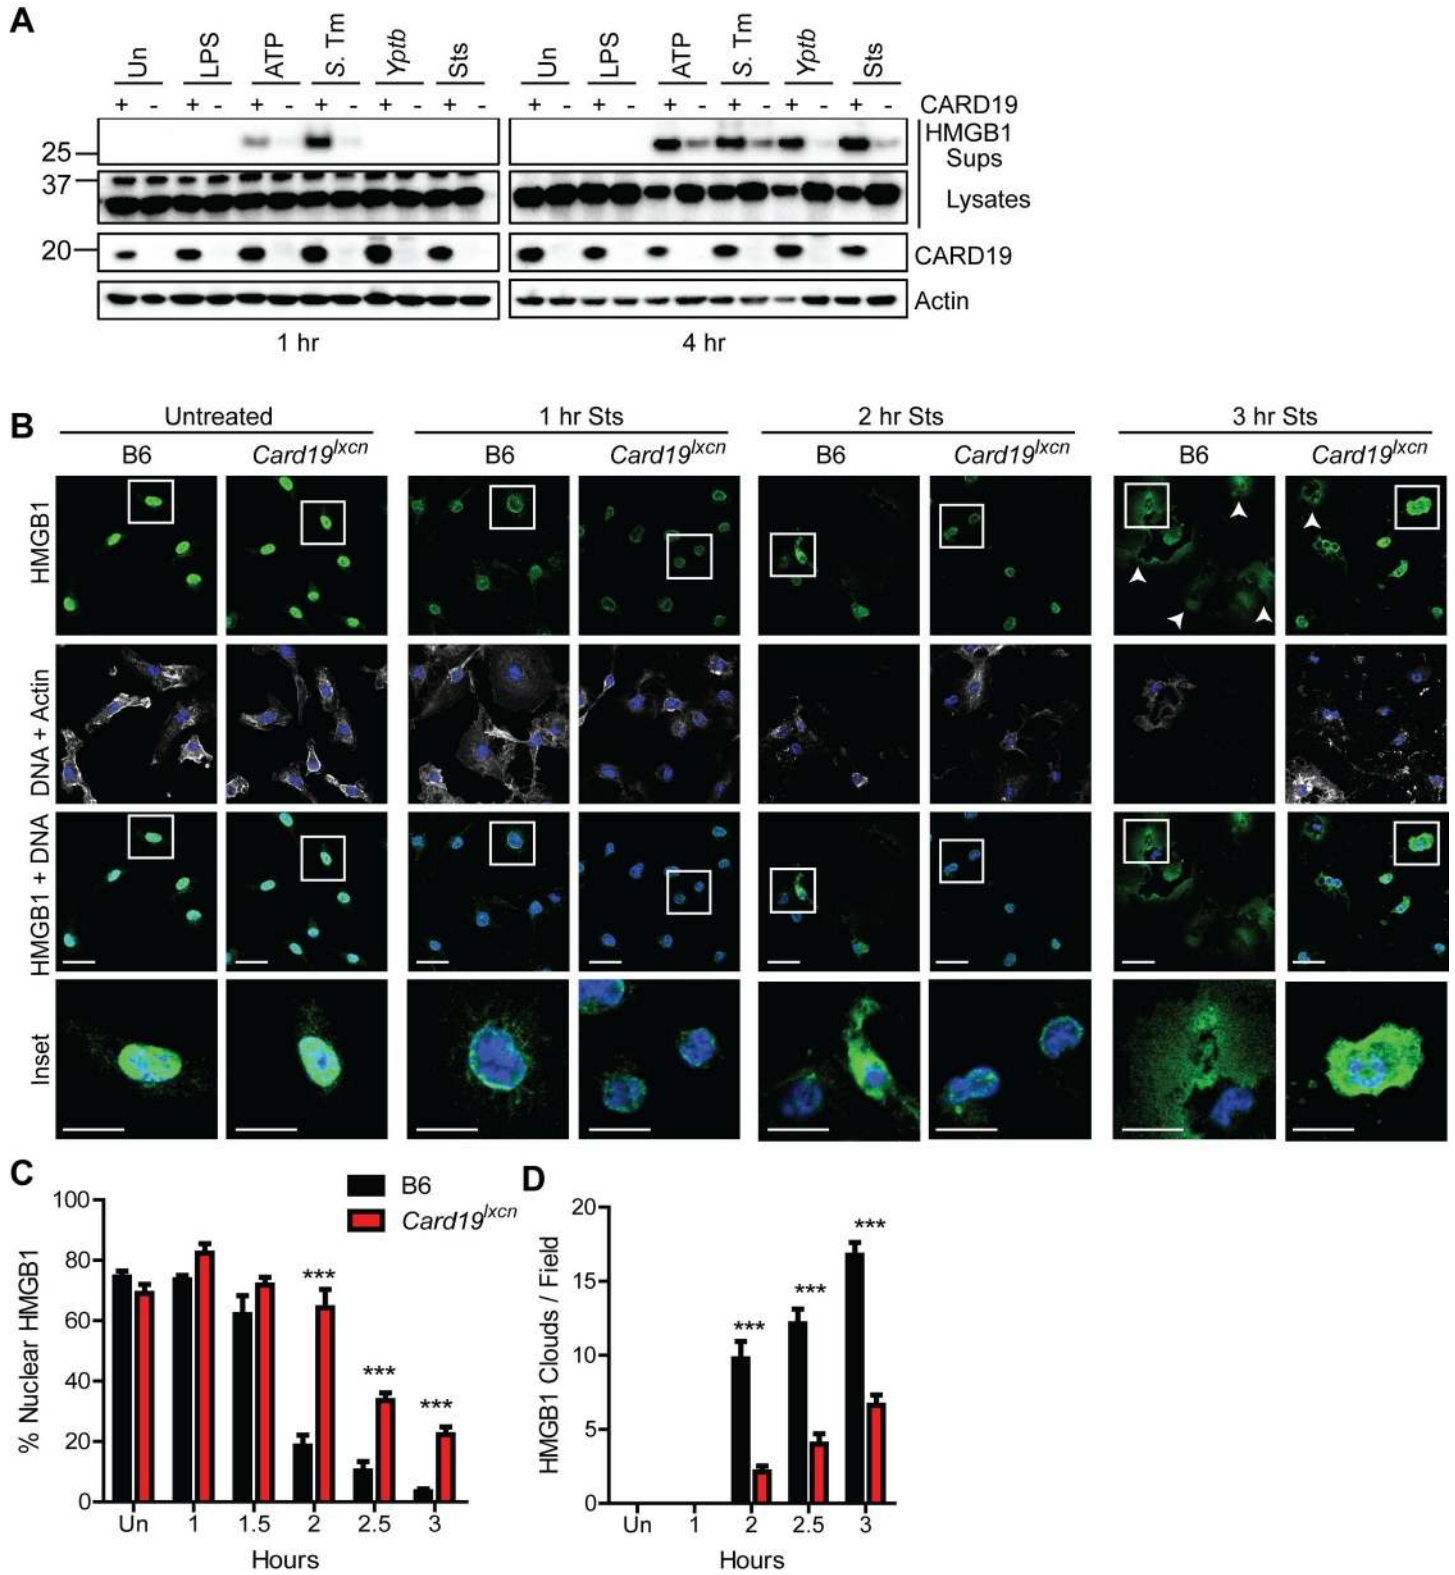 A
Un LPS ATP S. Tm Yptb Sts Un LPS ATP S. Tm Yptb Sts
+ - + - + - + - + - + - + - + - + - + - + - + - CARD19
25 HMGB1
Sups
37 Lysates
20 CARD19
Actin
1 hr 4 hr
B
Untreated 1 hr Sts 2 hr Sts 3 hr Sts
B6 Card19lxcn B6 Card19lxcn B6 Card19lxcn B6 Card19lxcn
HMGB1
DNA + Actin
HMGB1 + DNA
Inset
C
B6
Card19lxcn
% Nuclear HMGB1
100
80
60
40
20
0
*** *** ***
Un 1 1.5 2 2.5 3
Hours
D
HMGB1 Clouds / Field
20
15
10
5
0
*** *** ***
Un 1 2 2.5 3
Hours